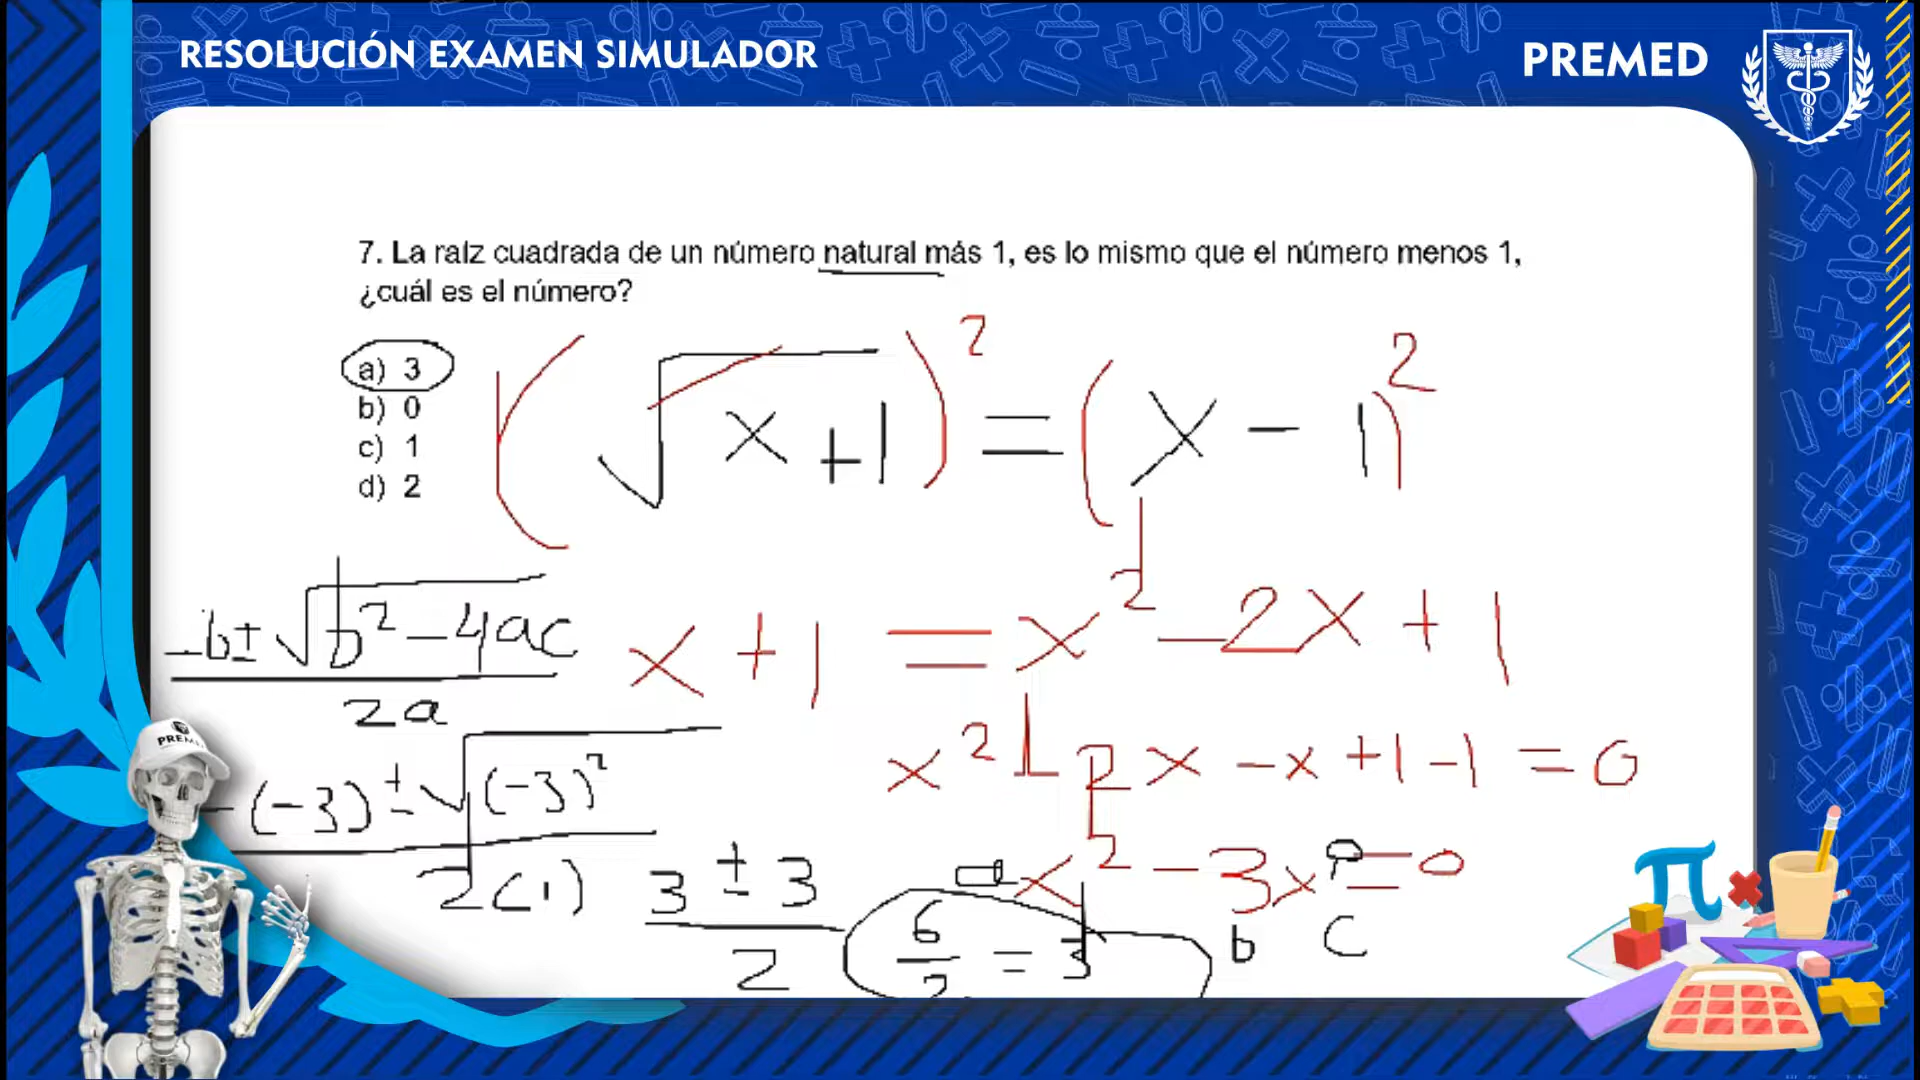 RESOLUCIÓN EXAMEN SIMULADOR
PREMED
7. La raíz cuadrada de un número natural más 1, es lo mismo que el número menos 1,
¿cuál es el número?
a) 3
b) 0
c) 1
d) 2
(√x+1)² = (x - 1)²
-b±√b²-4ac
2a
x + 1 = x² - 2x + 1
x² - 2x - x + 1 - 1 = 0
-(-3) ± √(-3)²
2(1)
x² - 3x = 0
b c
3 ± 3
2
6/2 = 3